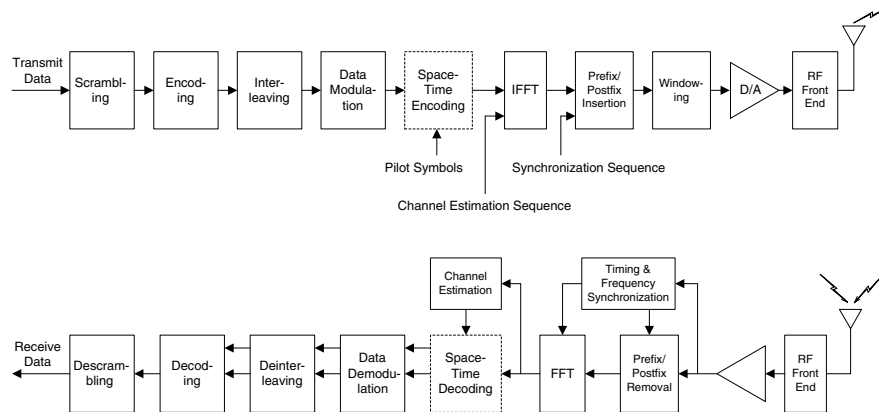 Transmit
Data
Scrambl-
ing
Encod-
ing
Inter-
leaving
Data
Modula-
tion
Space-
Time
Encoding
IFFT
Prefix/
Postfix
Insertion
Window-
ing
D/A
RF
Front
End
Pilot Symbols
Synchronization Sequence
Channel Estimation Sequence
Channel
Estimation
Timing &
Frequency
Synchronization
Receive
Data
Descram-
bling
Decod-
ing
Deinter-
leaving
Data
Demodu-
lation
Space-
Time
Decoding
FFT
Prefix/
Postfix
Removal
RF
Front
End